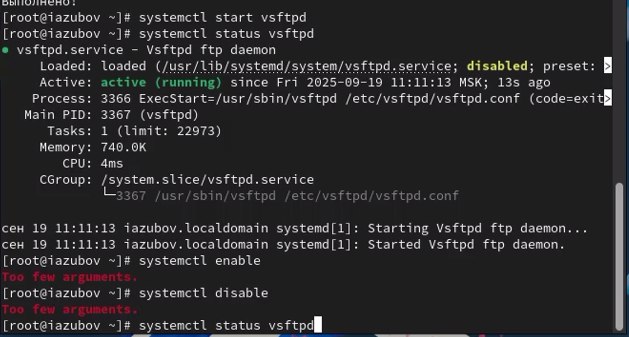 Выполнено!
[root@iazubov ~]# systemctl start vsftpd
[root@iazubov ~]# systemctl status vsftpd
● vsftpd.service - Vsftpd ftp daemon
Loaded: loaded (/usr/lib/systemd/system/vsftpd.service; disabled; preset: >
Active: active (running) since Fri 2025-09-19 11:11:13 MSK; 13s ago
Process: 3366 ExecStart=/usr/sbin/vsftpd /etc/vsftpd/vsftpd.conf (code=exit>
Main PID: 3367 (vsftpd)
Tasks: 1 (limit: 22973)
Memory: 740.0K
CPU: 4ms
CGroup: /system.slice/vsftpd.service
└─3367 /usr/sbin/vsftpd /etc/vsftpd/vsftpd.conf
сен 19 11:11:13 iazubov.localdomain systemd[1]: Starting Vsftpd ftp daemon...
сен 19 11:11:13 iazubov.localdomain systemd[1]: Started Vsftpd ftp daemon.
[root@iazubov ~]# systemctl enable
Too few arguments.
[root@iazubov ~]# systemctl disable
Too few arguments.
[root@iazubov ~]# systemctl status vsftpd